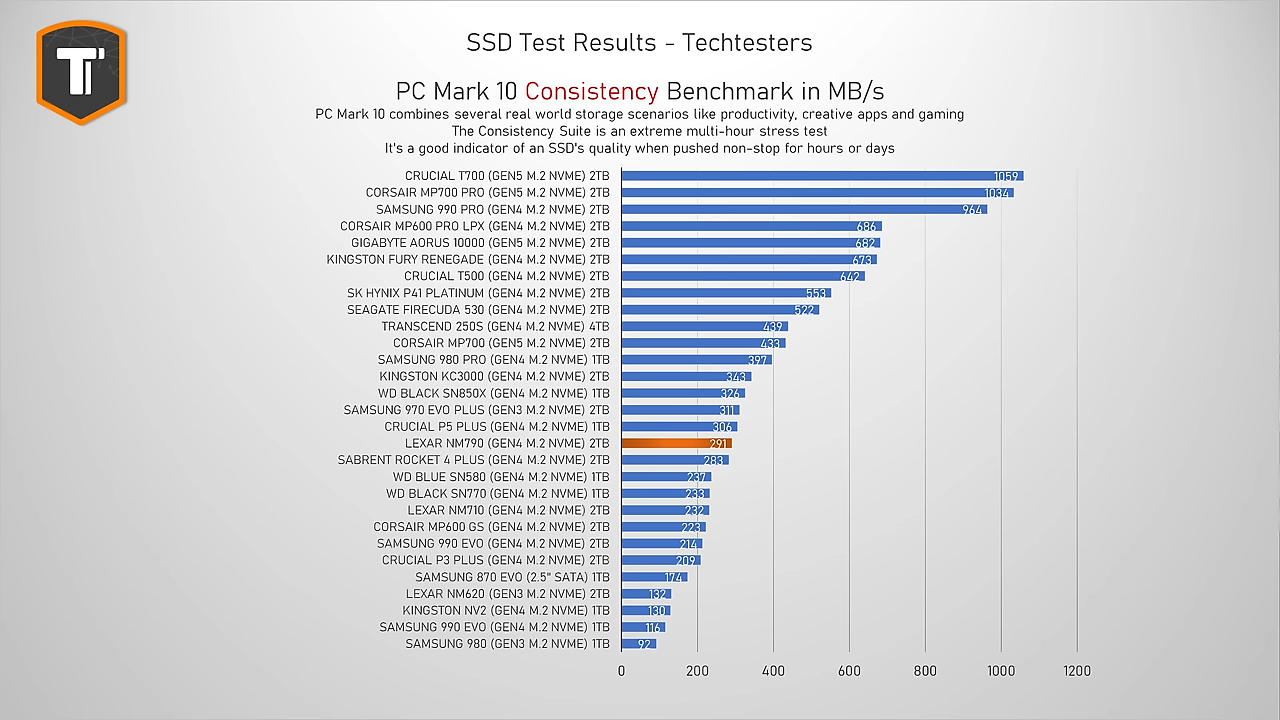 SSD Test Results - Techtesters
PC Mark 10 Consistency Benchmark in MB/s
PC Mark 10 combines several real world storage scenarios like productivity, creative apps and gaming
The Consistency Suite is an extreme multi-hour stress test
It's a good indicator of an SSD's quality when pushed non-stop for hours or days
CRUCIAL T700 (GEN5 M.2 NVME) 2TB 1059
CORSAIR MP700 PRO (GEN5 M.2 NVME) 2TB 1034
SAMSUNG 990 PRO (GEN4 M.2 NVME) 2TB 964
CORSAIR MP600 PRO LPX (GEN4 M.2 NVME) 2TB 686
GIGABYTE AORUS 10000 (GEN5 M.2 NVME) 2TB 682
KINGSTON FURY RENEGADE (GEN4 M.2 NVME) 2TB 673
CRUCIAL T500 (GEN4 M.2 NVME) 2TB 642
SK HYNIX P41 PLATINUM (GEN4 M.2 NVME) 2TB 553
SEAGATE FIRECUDA 530 (GEN4 M.2 NVME) 2TB 522
TRANSCEND 250S (GEN4 M.2 NVME) 4TB 439
CORSAIR MP700 (GEN5 M.2 NVME) 2TB 433
SAMSUNG 980 PRO (GEN4 M.2 NVME) 1TB 397
KINGSTON KC3000 (GEN4 M.2 NVME) 2TB 343
WD BLACK SN850X (GEN4 M.2 NVME) 1TB 326
SAMSUNG 970 EVO PLUS (GEN3 M.2 NVME) 2TB 311
CRUCIAL P5 PLUS (GEN4 M.2 NVME) 1TB 306
LEXAR NM790 (GEN4 M.2 NVME) 2TB 291
SABRENT ROCKET 4 PLUS (GEN4 M.2 NVME) 2TB 283
WD BLUE SN580 (GEN4 M.2 NVME) 1TB 237
WD BLACK SN770 (GEN4 M.2 NVME) 1TB 233
LEXAR NM710 (GEN4 M.2 NVME) 2TB 232
CORSAIR MP600 GS (GEN4 M.2 NVME) 2TB 223
SAMSUNG 990 EVO (GEN4 M.2 NVME) 2TB 214
CRUCIAL P3 PLUS (GEN4 M.2 NVME) 2TB 209
SAMSUNG 870 EVO (2.5" SATA) 1TB 174
LEXAR NM620 (GEN3 M.2 NVME) 2TB 132
KINGSTON NV2 (GEN4 M.2 NVME) 1TB 130
SAMSUNG 990 EVO (GEN4 M.2 NVME) 1TB 116
SAMSUNG 980 (GEN3 M.2 NVME) 1TB 92
0 200 400 600 800 1000 1200